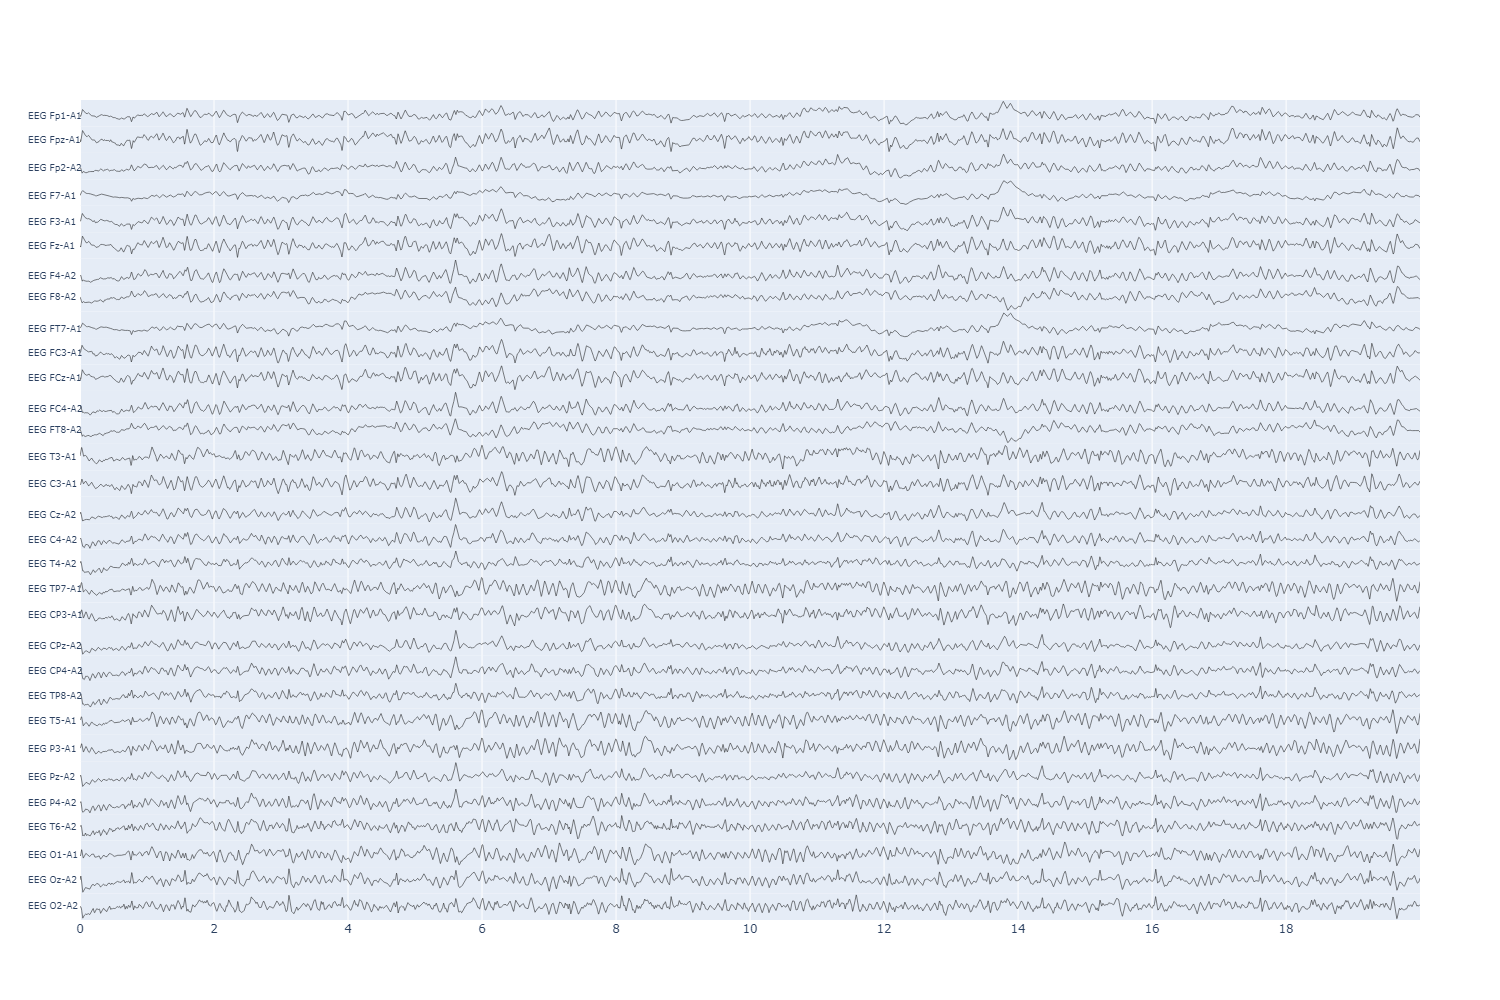 EEG Fp1-A1
EEG Fpz-A1
EEG Fp2-A2
EEG F7-A1
EEG F3-A1
EEG Fz-A1
EEG F4-A2
EEG F8-A2
EEG FT7-A1
EEG FC3-A1
EEG FCz-A1
EEG FC4-A2
EEG FT8-A2
EEG T3-A1
EEG C3-A1
EEG Cz-A2
EEG C4-A2
EEG T4-A2
EEG TP7-A1
EEG CP3-A1
EEG CPz-A2
EEG CP4-A2
EEG TP8-A2
EEG T5-A1
EEG P3-A1
EEG Pz-A2
EEG P4-A2
EEG T6-A2
EEG O1-A1
EEG Oz-A2
EEG O2-A2
0 2 4 6 8 10 12 14 16 18